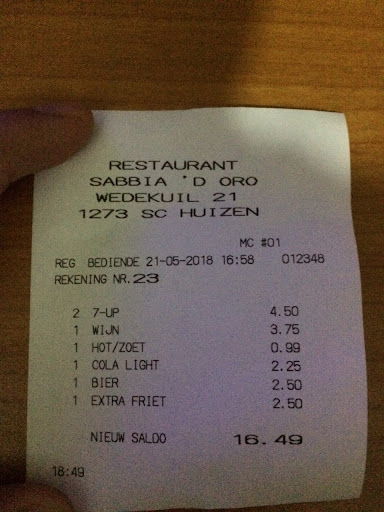 RESTAURANT
SABBIA 'D ORO
WEDEKUIL 21
1273 SC HUIZEN
MC #01
REG BEDIENDE 21-05-2018 16:58 012348
REKENING NR.23
2 7-UP 4.50
1 WIJN 3.75
1 HOT/ZOET 0.99
1 COLA LIGHT 2.25
1 BIER 2.50
1 EXTRA FRIET 2.50
NIEUW SALDO 16.49
18:49